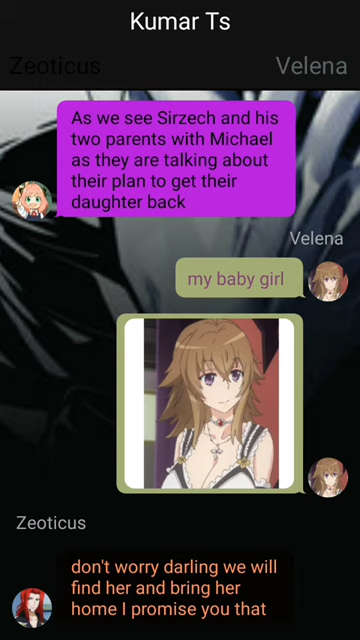 Kumar Ts
Zeoticus
Velena
As we see Sirzech and his
two parents with Michael
as they are talking about
their plan to get their
daughter back
Velena
my baby girl
Zeoticus
don't worry darling we will
find her and bring her
home I promise you that